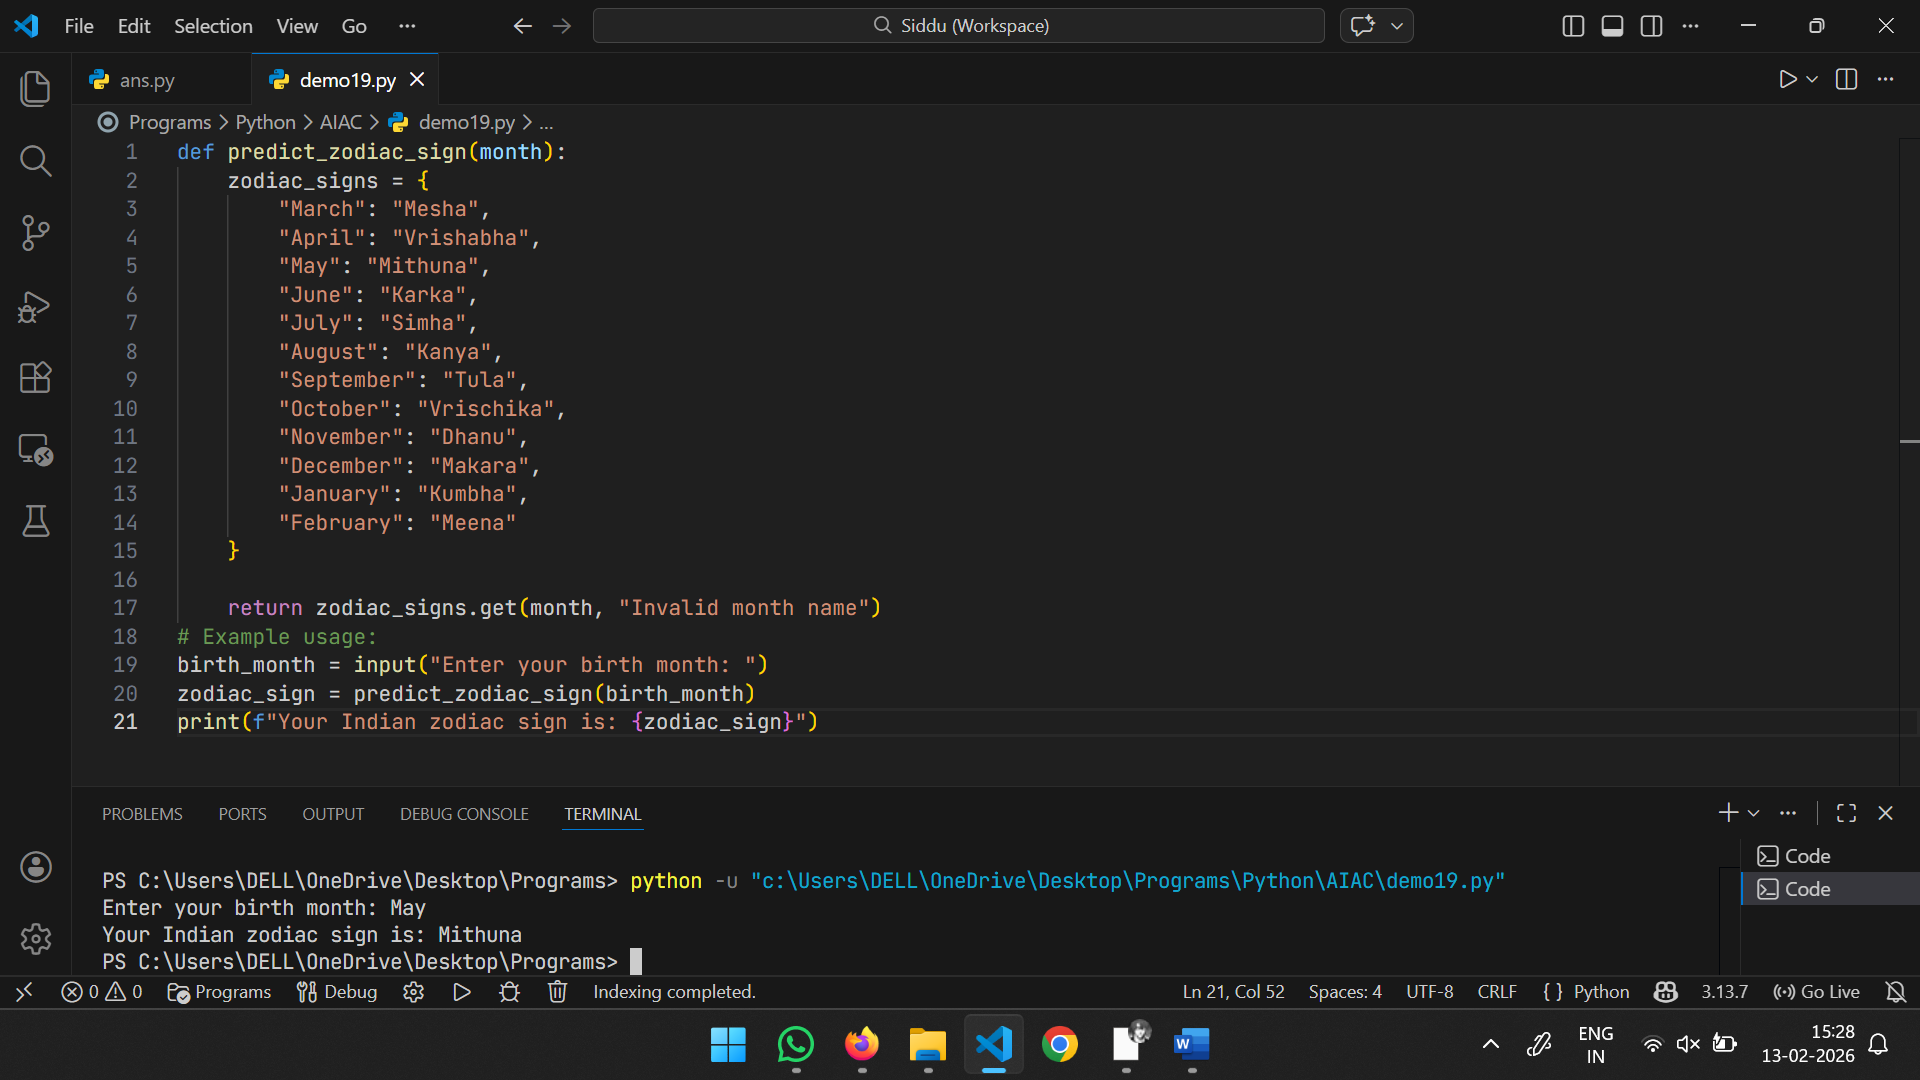 File Edit Selection View Go ··· Siddu (Workspace)
ans.py demo19.py
Programs > Python > AIAC > demo19.py > ...
1 def predict_zodiac_sign(month):
2 zodiac_signs = {
3 "March": "Mesha",
4 "April": "Vrishabha",
5 "May": "Mithuna",
6 "June": "Karka",
7 "July": "Simha",
8 "August": "Kanya",
9 "September": "Tula",
10 "October": "Vrischika",
11 "November": "Dhanu",
12 "December": "Makara",
13 "January": "Kumbha",
14 "February": "Meena"
15 }
16
17 return zodiac_signs.get(month, "Invalid month name")
18 # Example usage:
19 birth_month = input("Enter your birth month: ")
20 zodiac_sign = predict_zodiac_sign(birth_month)
21 print(f"Your Indian zodiac sign is: {zodiac_sign}")
PROBLEMS PORTS OUTPUT DEBUG CONSOLE TERMINAL
Code
Code
PS C:\Users\DELL\OneDrive\Desktop\Programs> python -u "c:\Users\DELL\OneDrive\Desktop\Programs\Python\AIAC\demo19.py"
Enter your birth month: May
Your Indian zodiac sign is: Mithuna
PS C:\Users\DELL\OneDrive\Desktop\Programs>
0 0 Programs Debug Indexing completed. Ln 21, Col 52 Spaces: 4 UTF-8 CRLF { } Python 3.13.7 Go Live
W ENG 15:28
IN 13-02-2026